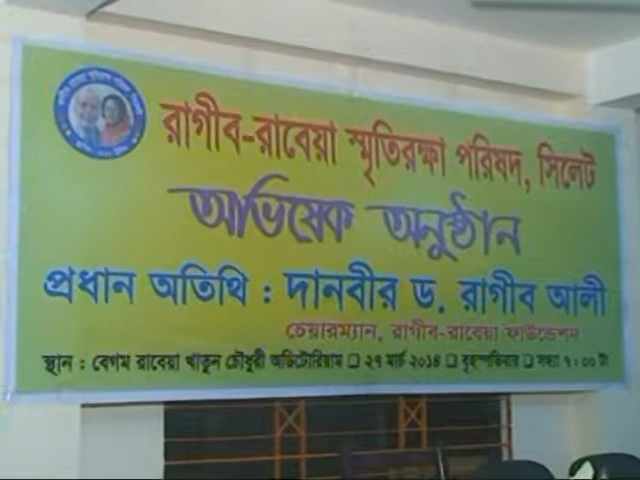 রাগীব-রাবেয়া স্মৃতিরক্ষা পরিষদ, সিলেট
অভিষেক অনুষ্ঠান
প্রধান অতিথি : দানবীর ড. রাগীব আলী
চেয়ারম্যান, রাগীব-রাবেয়া ফাউন্ডেশন
স্থান : বেগম রাবেয়া খাতুন চৌধুরী অডিটোরিয়াম □ ২৭ মার্চ ২০১৪ □ বৃহস্পতিবার □ সন্ধ্যা ৭ : ০০ টা